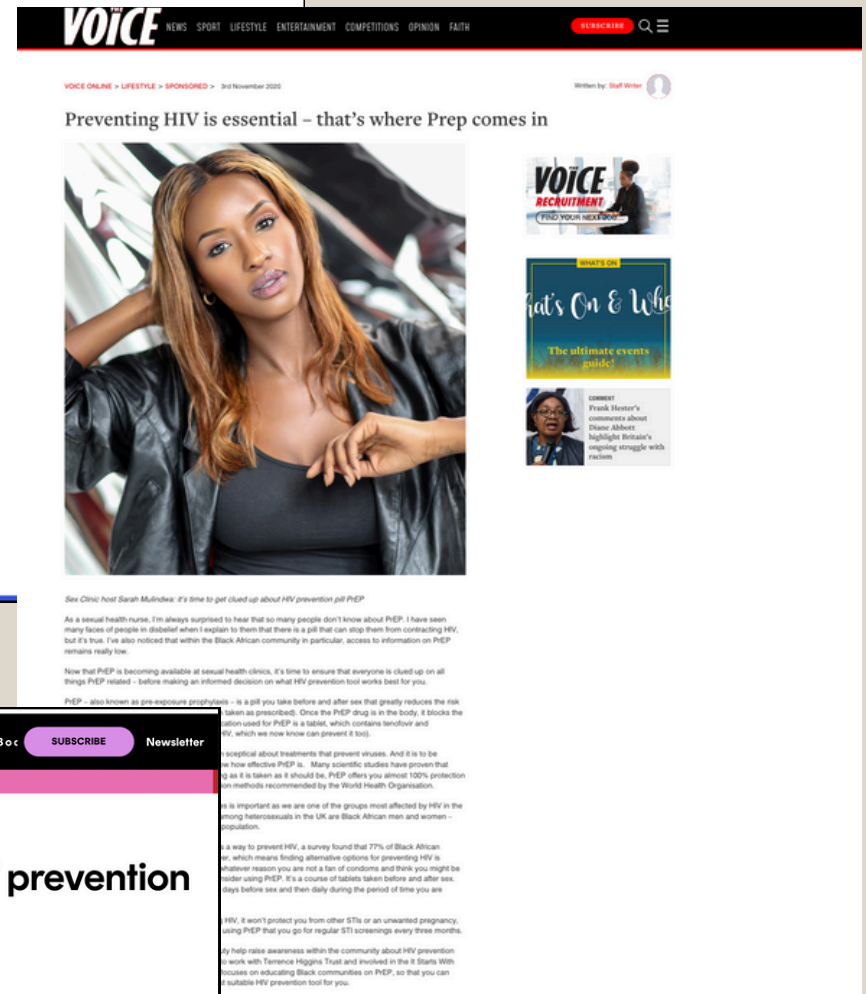 THE
VOICE
NEWS SPORT LIFESTYLE ENTERTAINMENT COMPETITIONS OPINION FAITH
SUBSCRIBE
VOICE ONLINE > LIFESTYLE > SPONSORED > 3rd November 2020
Written by: Staff Writer
Preventing HIV is essential – that's where Prep comes in
VOICE
RECRUITMENT
FIND YOUR NEXT
WHAT'S ON
hat's On & Whe
The ultimate events
guide!
COMMENT
Frank Hester's
comments about
Diane Abbott
highlight Britain's
ongoing struggle with
racism
Sex Clinic host Sarah Mulindwa: it's time to get clued up about HIV prevention pill PrEP
As a sexual health nurse, I'm always surprised to hear that so many people don't know about PrEP. I have seen
many faces of people in disbelief when I explain to them that there is a pill that can stop them from contracting HIV,
but it's true. I've also noticed that within the Black African community in particular, access to information on PrEP
remains really low.
Now that PrEP is becoming available at sexual health clinics, it's time to ensure that everyone is clued up on all
things PrEP related – before making an informed decision on what HIV prevention tool works best for you.
PrEP – also known as pre-exposure prophylaxis – is a pill you take before and after sex that greatly reduces the risk
taken as prescribed). Once the PrEP drug is in the body, it blocks the
cation used for PrEP is a tablet, which contains tenofovir and
HIV, which we now know can prevent it too).
sceptical about treatments that prevent viruses. And it is to be
w how effective PrEP is. Many scientific studies have proven that
g as it is taken as it should be, PrEP offers you almost 100% protection
on methods recommended by the World Health Organisation.
s is important as we are one of the groups most affected by HIV in the
among heterosexuals in the UK are Black African men and women –
population.
s a way to prevent HIV, a survey found that 77% of Black African
er, which means finding alternative options for preventing HIV is
whatever reason you are not a fan of condoms and think you might be
nsider using PrEP. It's a course of tablets taken before and after sex.
days before sex and then daily during the period of time you are
HIV, it won't protect you from other STIs or an unwanted pregnancy,
using PrEP that you go for regular STI screenings every three months.
ly help raise awareness within the community about HIV prevention
o work with Terrence Higgins Trust and involved in the It Starts With
focuses on educating Black communities on PrEP, so that you can
t suitable HIV prevention tool for you.
SUBSCRIBE Newsletter
prevention